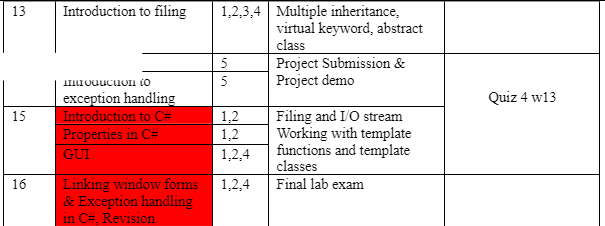 13 Introduction to filing 1,2,3,4 Multiple inheritance,
virtual keyword, abstract
class
5 Project Submission &
Introduction to 5 Project demo
exception handling
Quiz 4 w13
15 Introduction to C# 1,2 Filing and I/O stream
Properties in C# 1,2 Working with template
GUI 1,2,4 functions and template
classes
16 Linking window forms 1,2,4 Final lab exam
& Exception handling
in C#, Revision